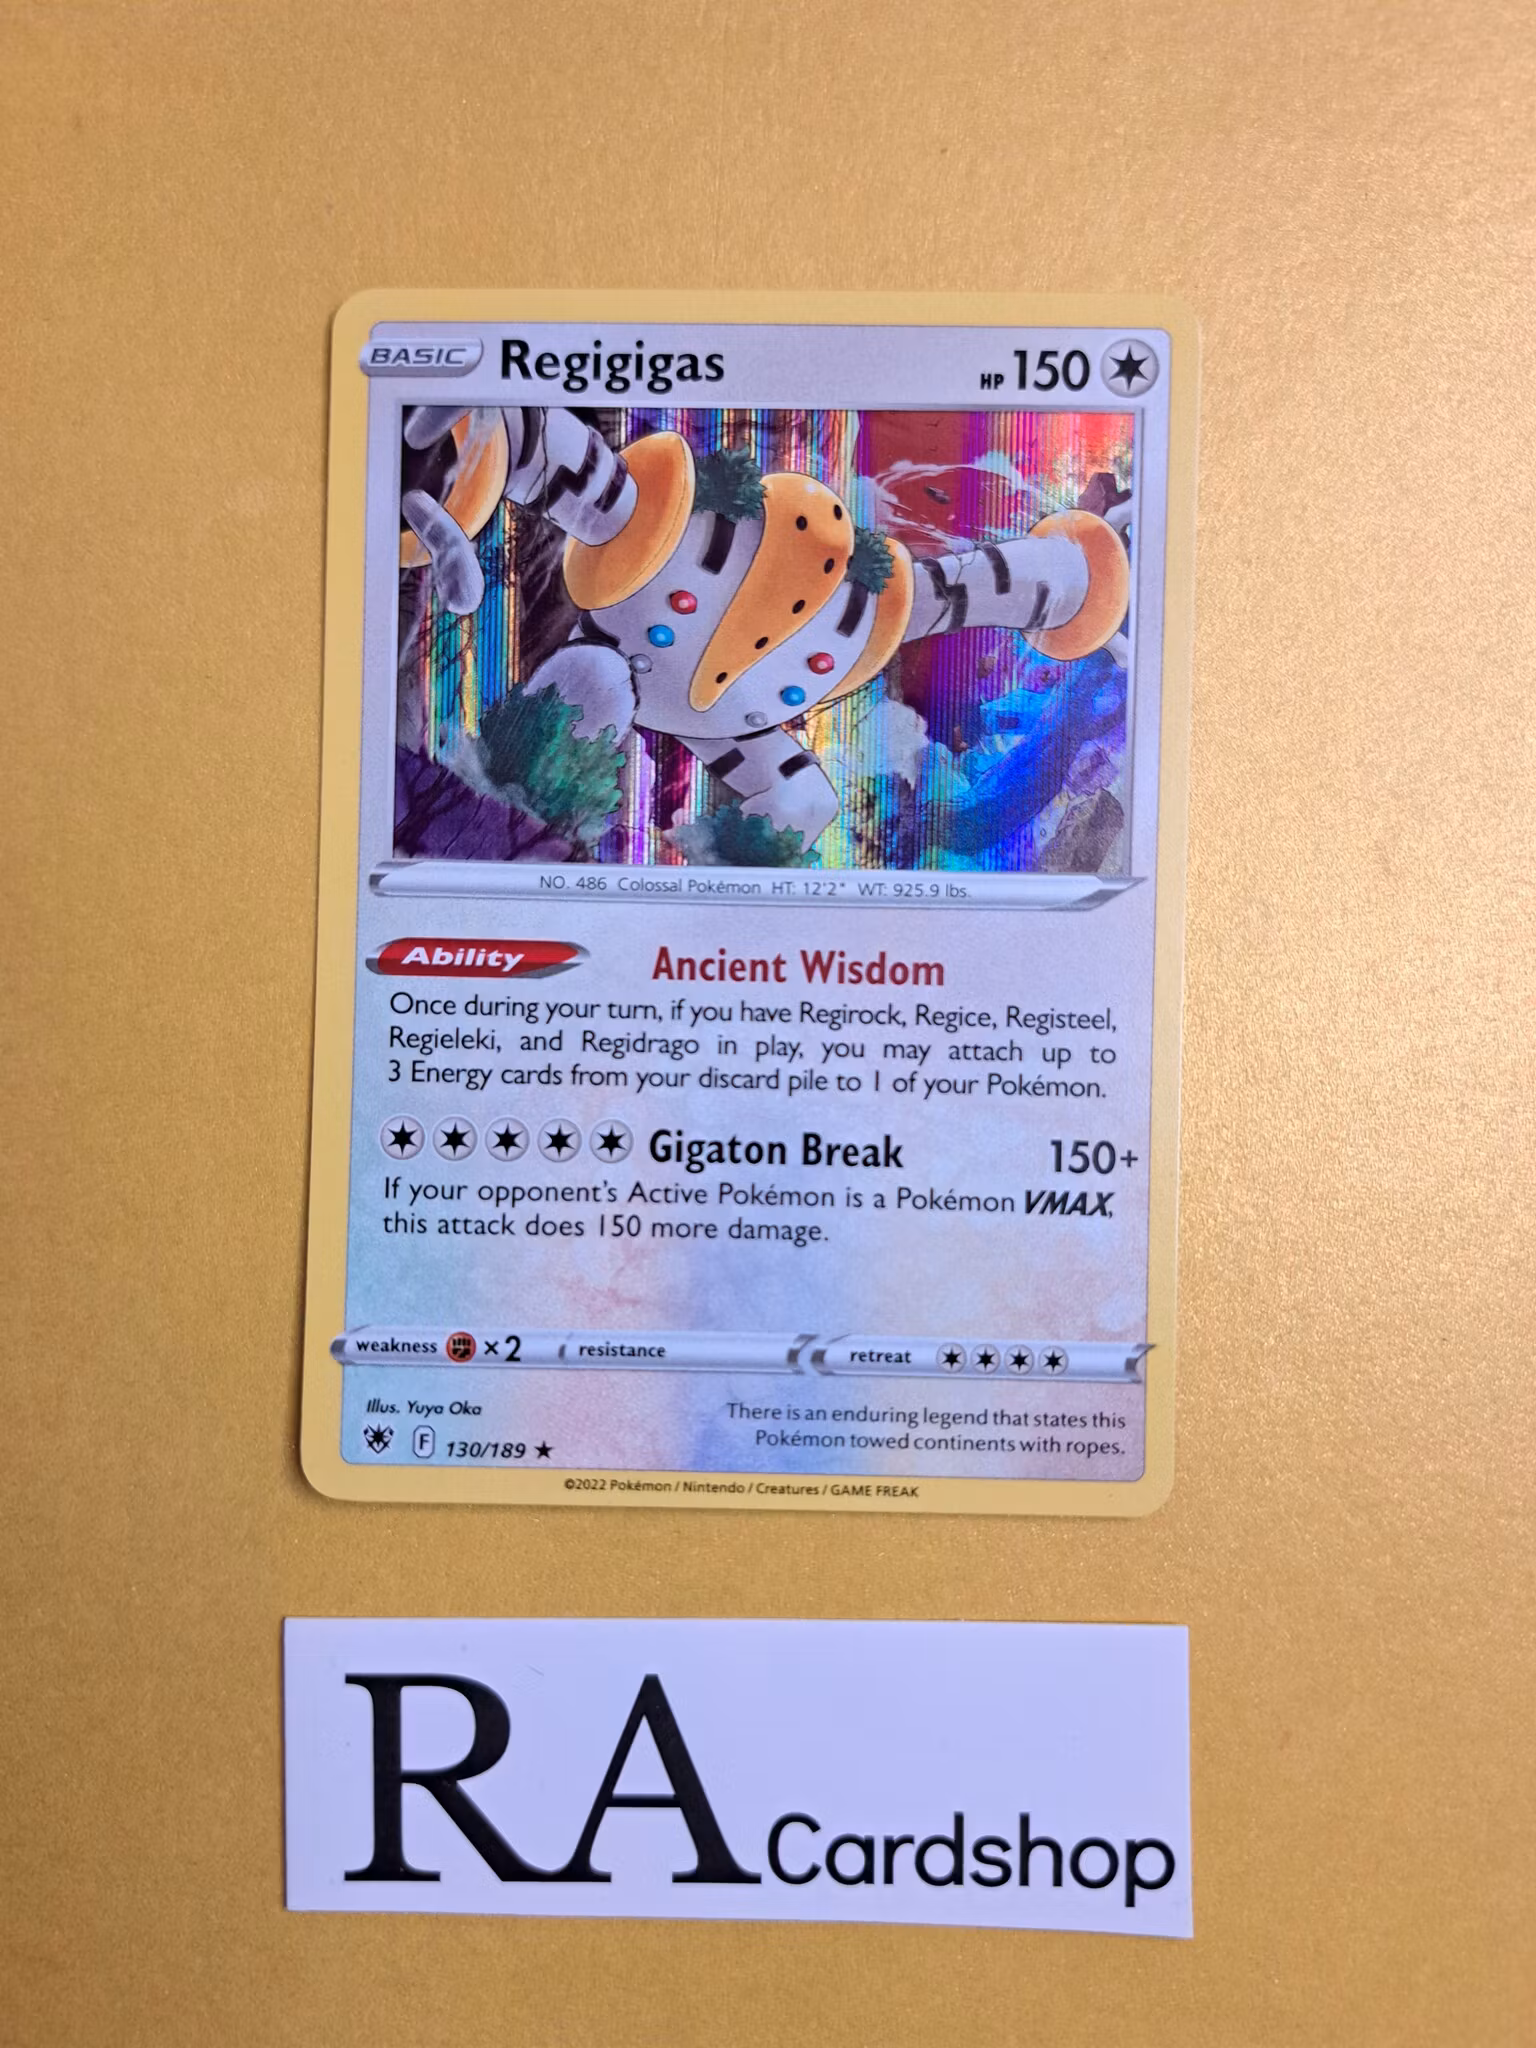 BASIC Regigigas HP 150
NO. 486 Colossal Pokémon HT: 12'2" WT: 925.9 lbs.
Ability Ancient Wisdom
Once during your turn, if you have Regirock, Regice, Registeel,
Regieleki, and Regidrago in play, you may attach up to
3 Energy cards from your discard pile to 1 of your Pokémon.
Gigaton Break 150+
If your opponent's Active Pokémon is a Pokémon VMAX,
this attack does 150 more damage.
weakness ×2 resistance retreat
Illus. Yuya Oka
F 130/189
There is an enduring legend that states this
Pokémon towed continents with ropes.
©2022 Pokémon / Nintendo / Creatures / GAME FREAK
RA Cardshop